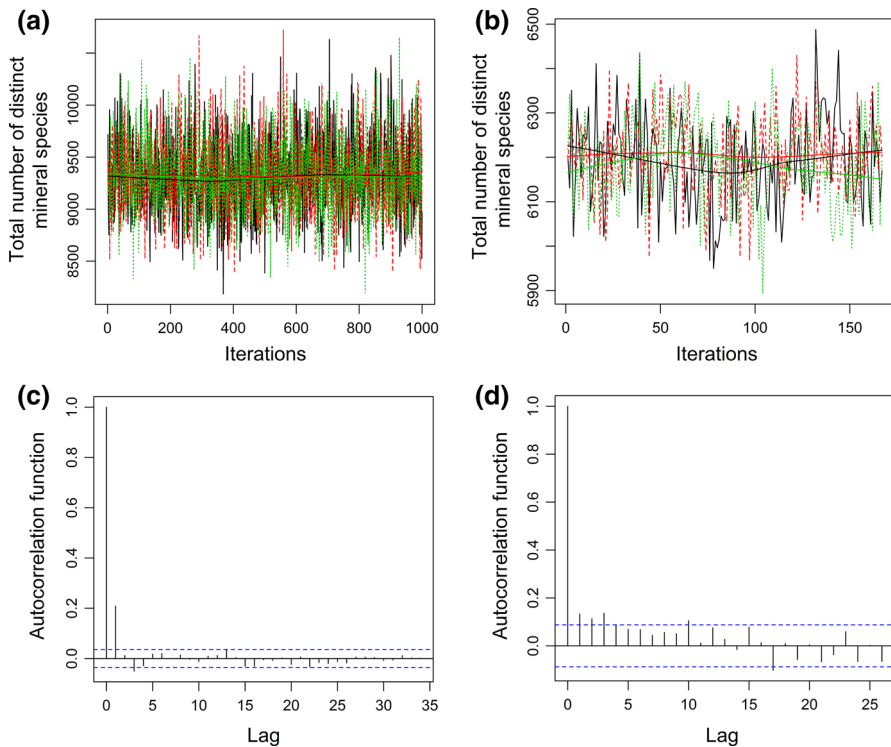 (a)
Total number of distinct
mineral species
8500 9000 9500 10000
0 200 400 600 800 1000
Iterations
(b)
Total number of distinct
mineral species
5900 6100 6300 6500
0 50 100 150
Iterations
(c)
Autocorrelation function
0.0 0.2 0.4 0.6 0.8 1.0
0 5 10 15 20 25 30 35
Lag
(d)
Autocorrelation function
0.0 0.2 0.4 0.6 0.8 1.0
0 5 10 15 20 25
Lag